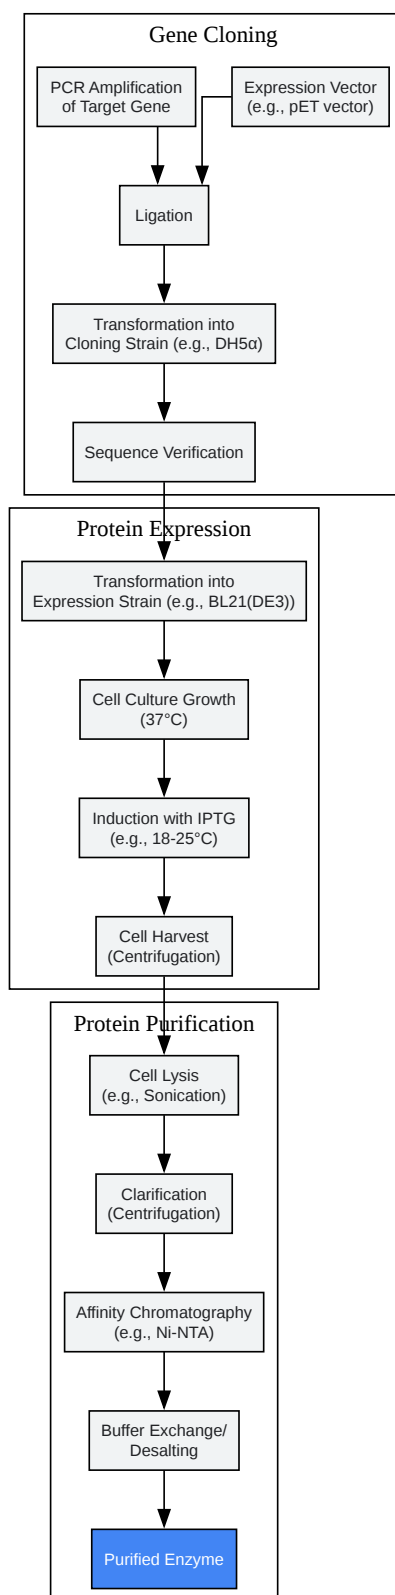 Gene Cloning
PCR Amplification
of Target Gene
Expression Vector
(e.g., pET vector)
Ligation
Transformation into
Cloning Strain (e.g., DH5α)
Sequence Verification
Protein Expression
Transformation into
Expression Strain (e.g., BL21(DE3))
Cell Culture Growth
(37°C)
Induction with IPTG
(e.g., 18-25°C)
Cell Harvest
(Centrifugation)
Protein Purification
Cell Lysis
(e.g., Sonication)
Clarification
(Centrifugation)
Affinity Chromatography
(e.g., Ni-NTA)
Buffer Exchange/
Desalting
Purified Enzyme